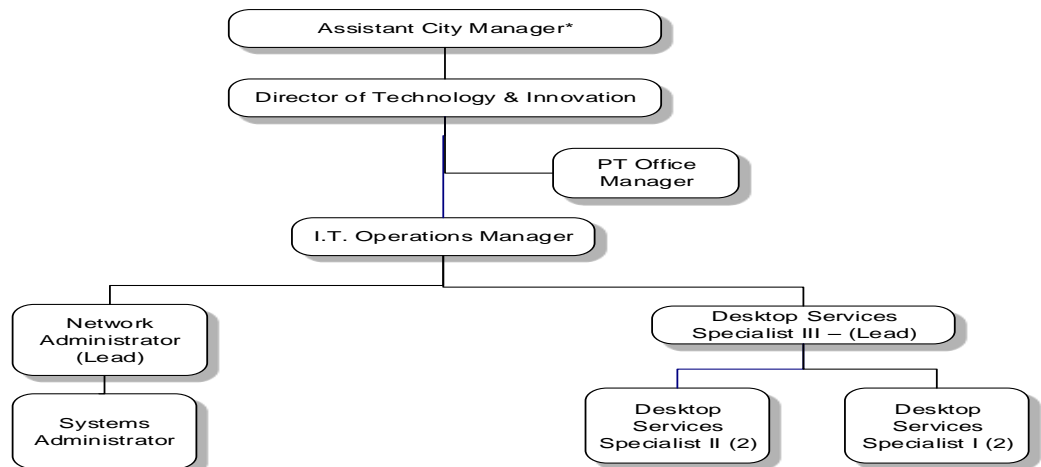 Assistant City Manager*
Director of Technology & Innovation
PT Office
Manager
I.T. Operations Manager
Network
Administrator
(Lead)
Desktop Services
Specialist III – (Lead)
Systems
Administrator
Desktop
Services
Specialist II (2)
Desktop
Services
Specialist I (2)